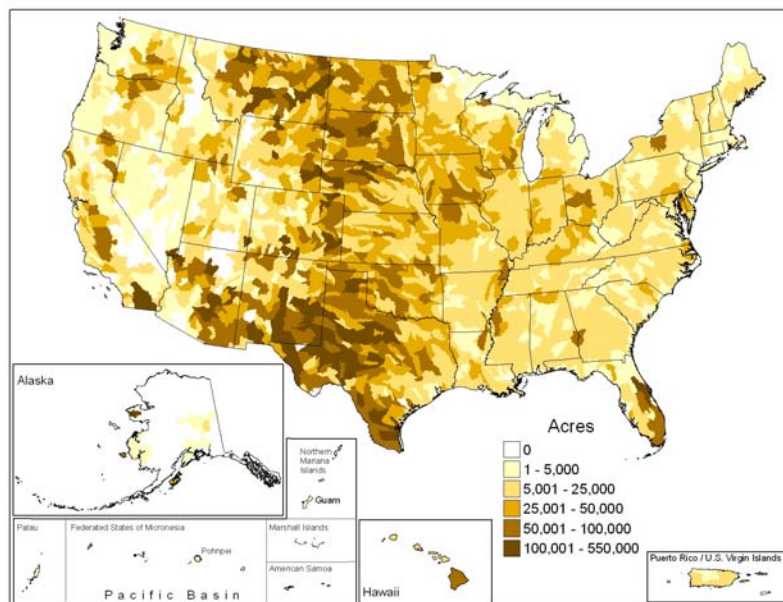 Alaska
Northern
Mariana
Islands
Guam
Palau
Federated States of Micronesia
Pohnpei
Marshall Islands
American Samoa
Pacific Basin
Hawaii
Acres
0
1 - 5,000
5,001 - 25,000
25,001 - 50,000
50,001 - 100,000
100,001 - 550,000
Puerto Rico / U.S. Virgin Islands